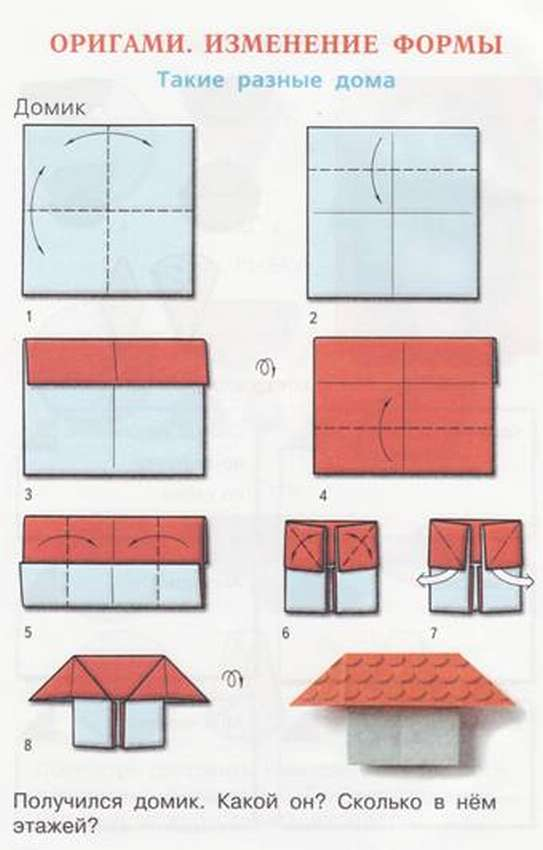 ОРИГАМИ. ИЗМЕНЕНИЕ ФОРМЫ
Такие разные дома
Домик
1
2
3
4
5
6
7
8
Получился домик. Какой он? Сколько в нём
этажей?